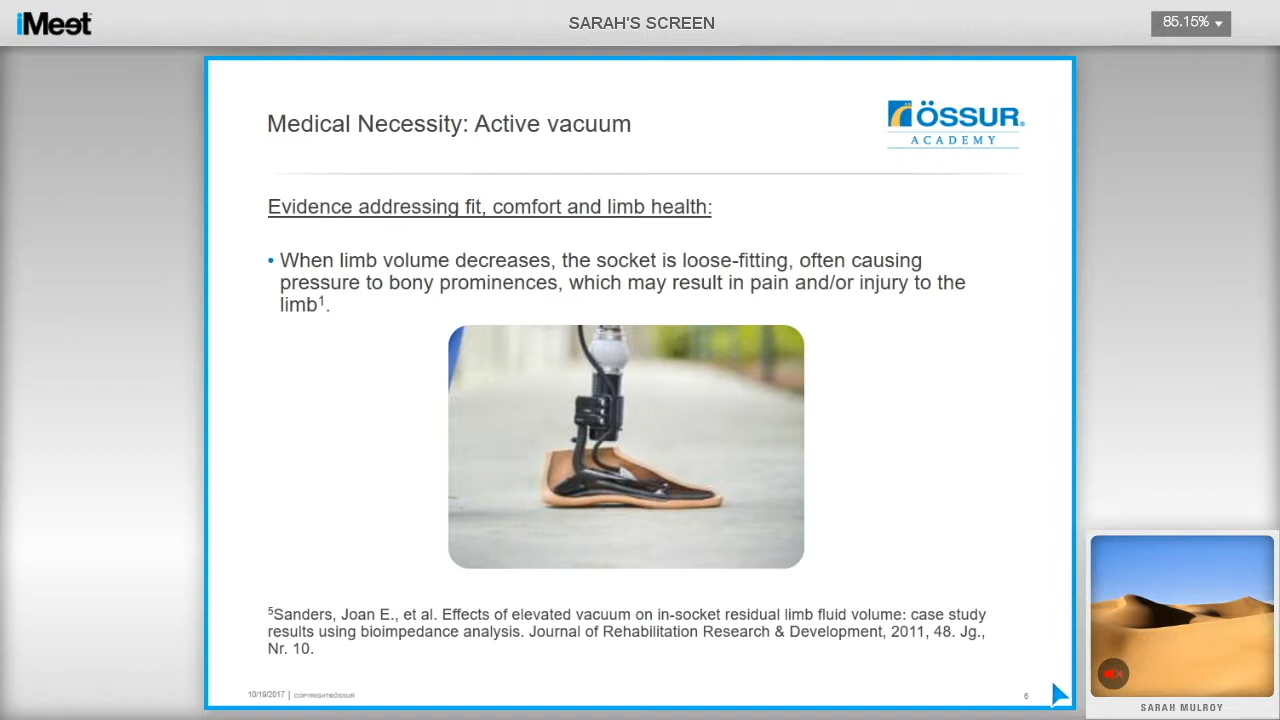 iMeet
SARAH'S SCREEN
85.15%
Medical Necessity: Active vacuum
ÖSSUR®
ACADEMY
Evidence addressing fit, comfort and limb health:
• When limb volume decreases, the socket is loose-fitting, often causing
pressure to bony prominences, which may result in pain and/or injury to the
limb¹.
⁵Sanders, Joan E., et al. Effects of elevated vacuum on in-socket residual limb fluid volume: case study
results using bioimpedance analysis. Journal of Rehabilitation Research & Development, 2011, 48. Jg.,
Nr. 10.
10/19/2017 | COPYRIGHT©ÖSSUR
6
SARAH MULROY